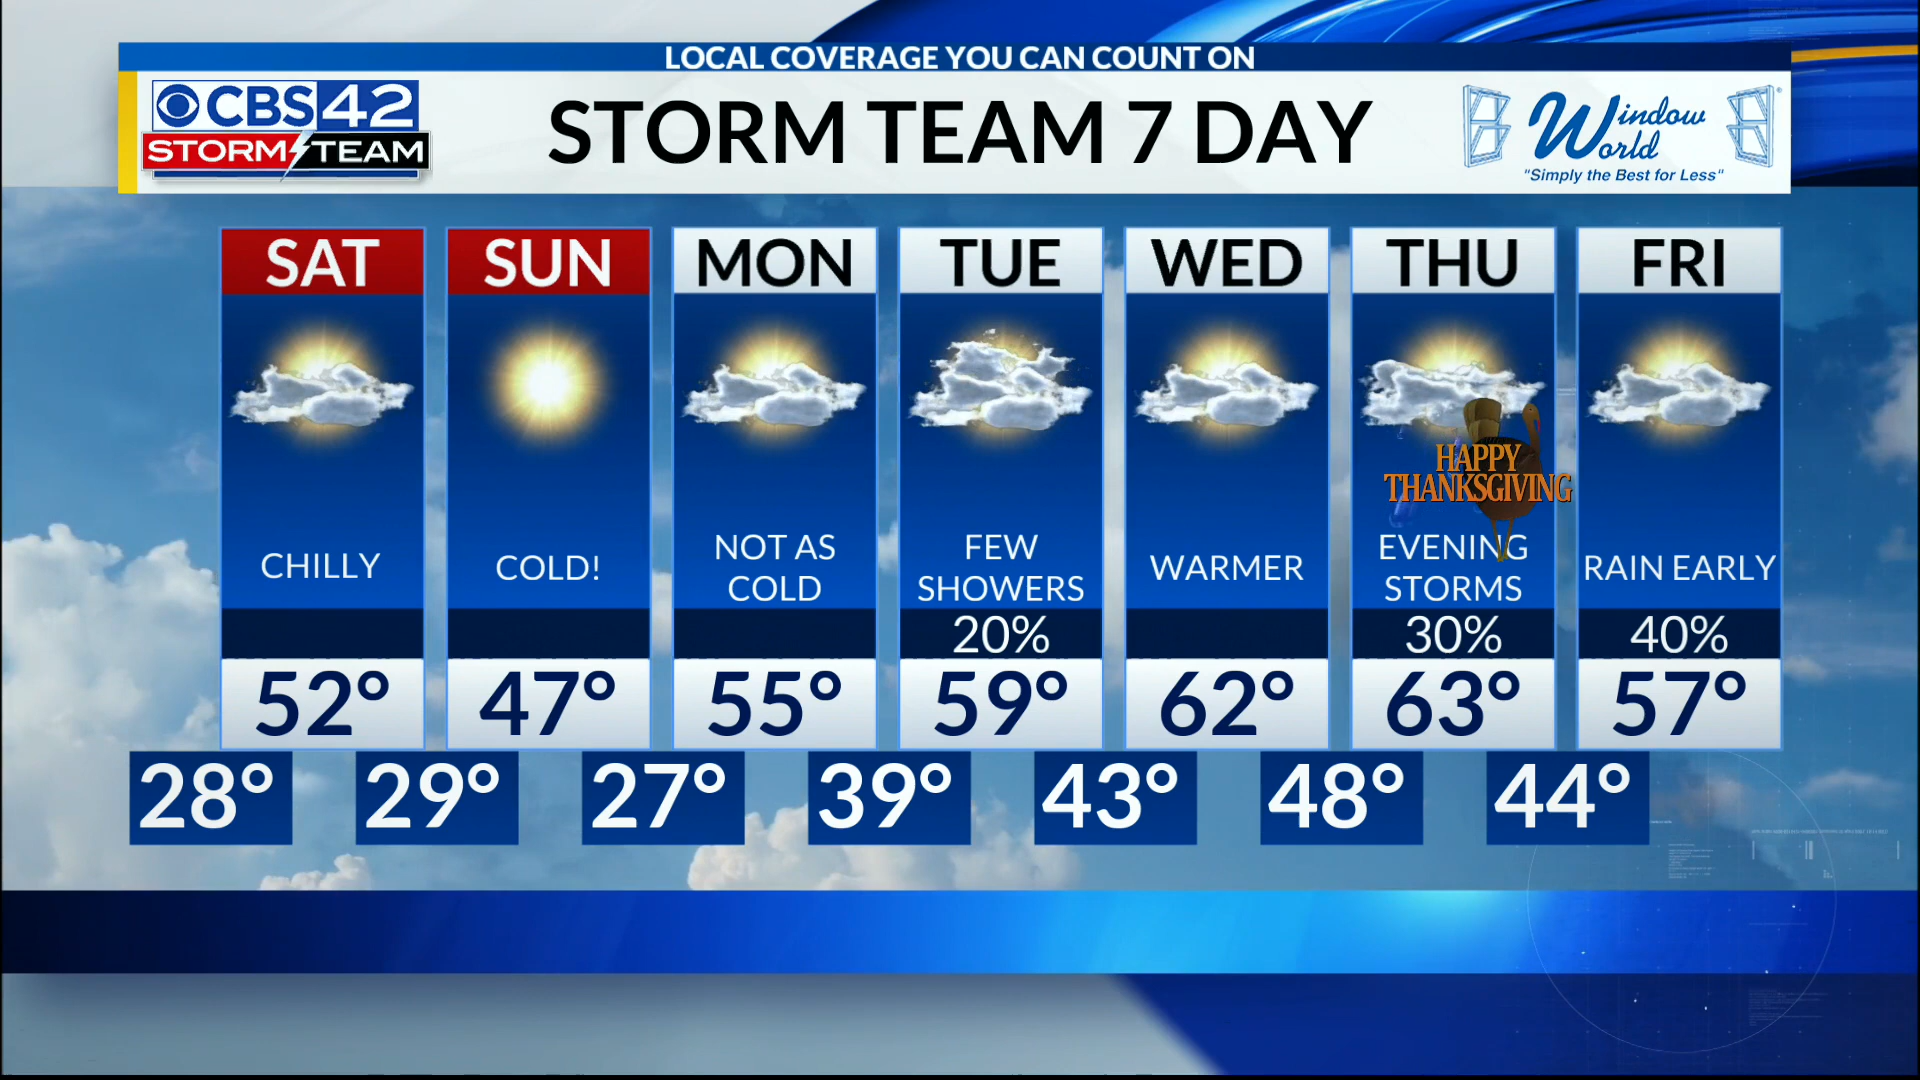 LOCAL COVERAGE YOU CAN COUNT ON
CBS 42
STORM TEAM
STORM TEAM 7 DAY
Window
World
®
"Simply the Best for Less"
SAT
SUN
MON
TUE
WED
THU
FRI
HAPPY
THANKSGIVING
CHILLY
COLD!
NOT AS
COLD
FEW
SHOWERS
WARMER
EVENING
STORMS
RAIN EARLY
20%
30%
40%
52°
47°
55°
59°
62°
63°
57°
28°
29°
27°
39°
43°
48°
44°